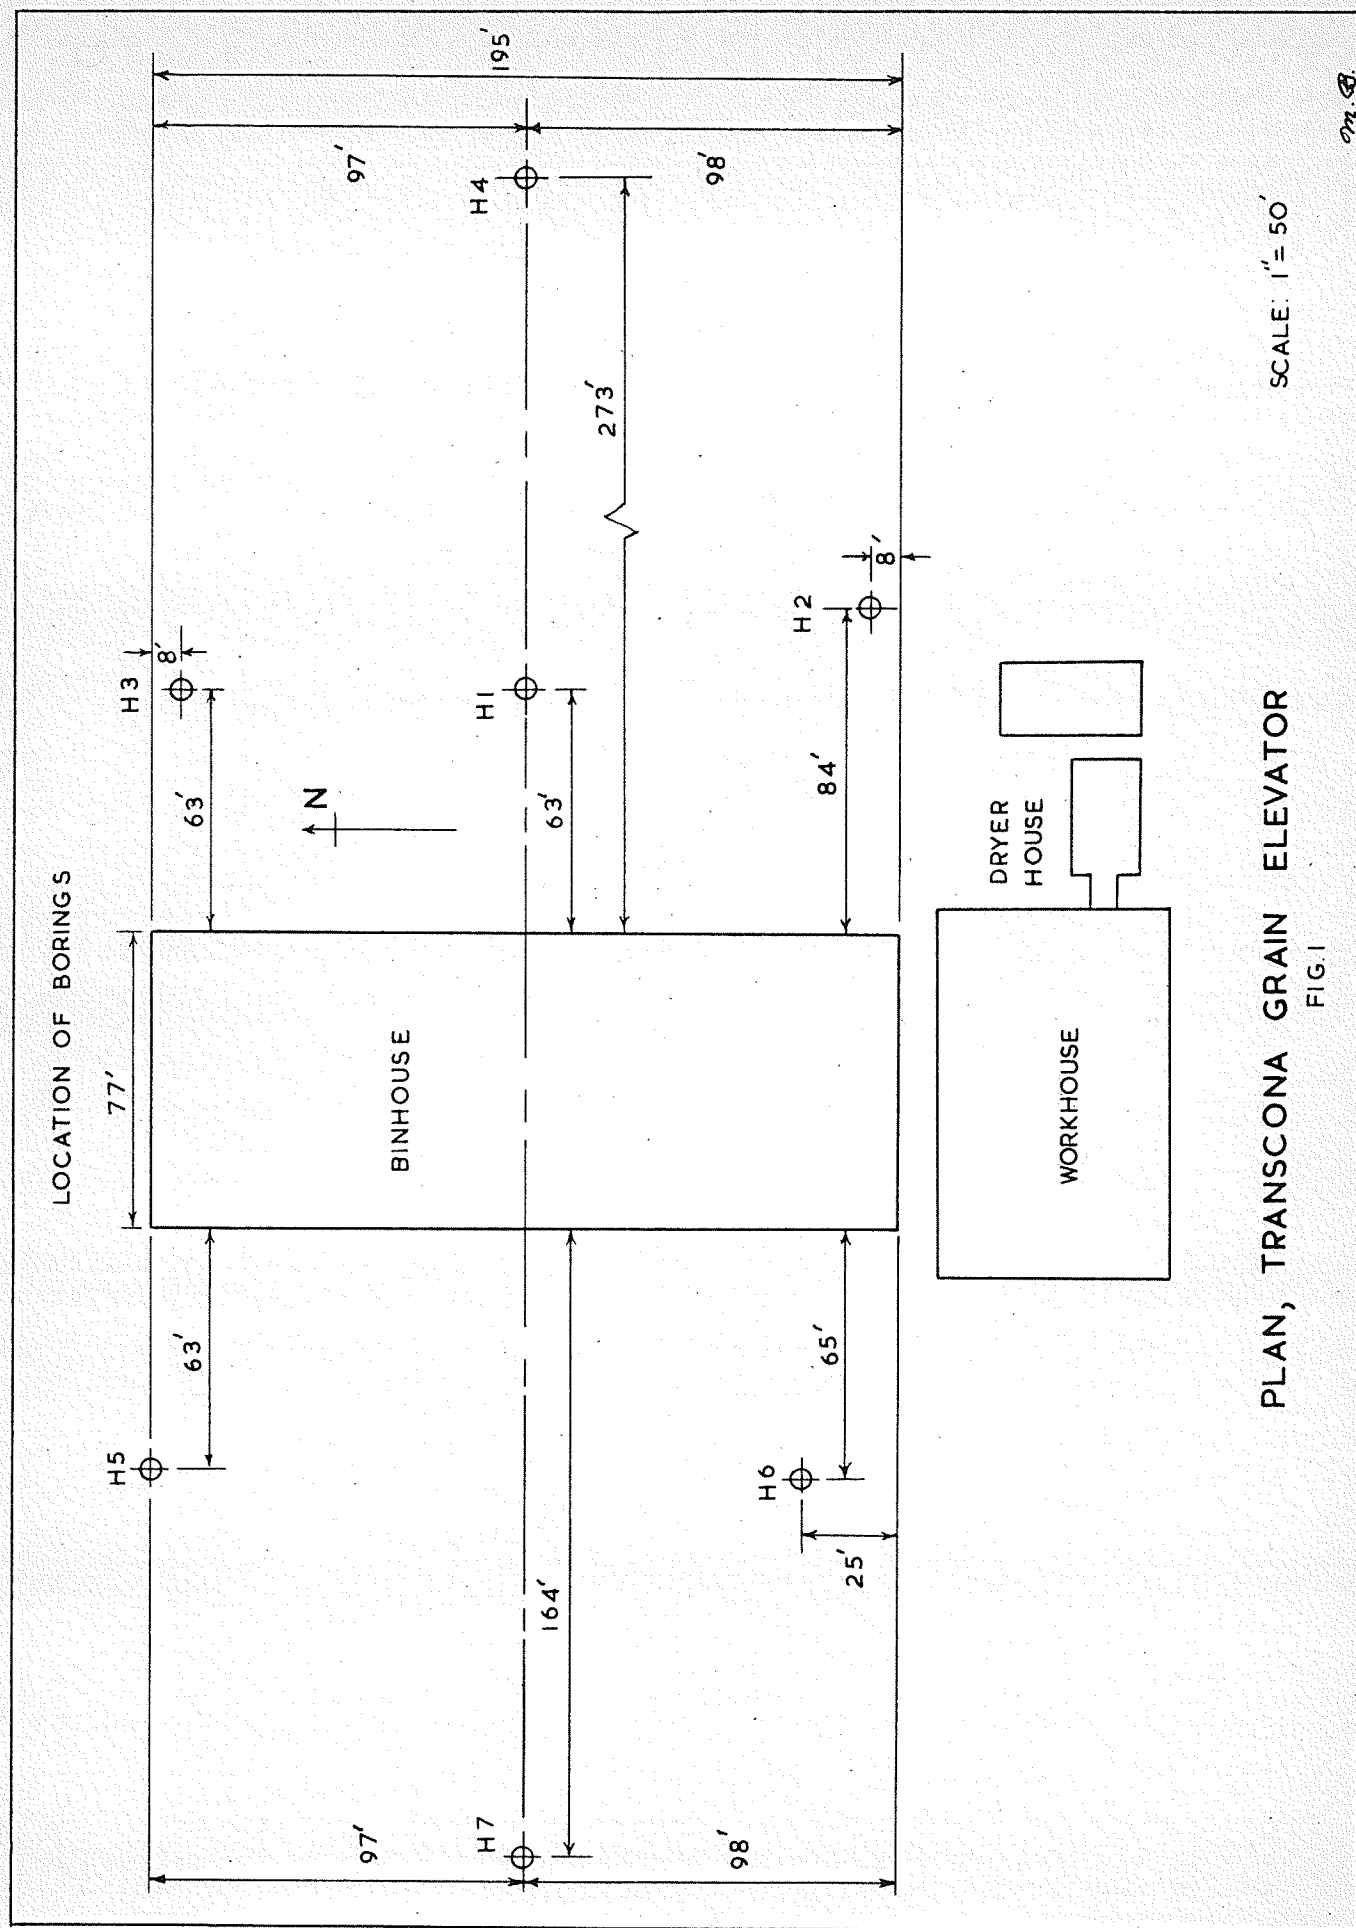 LOCATION OF BORINGS
77'
195'
97'
97'
98'
98'
H5
H3
8'
63'
63'
N
H7
H1
H4
BINHOUSE
164'
63'
273'
H6
H2
65'
84'
25'
8'
WORKHOUSE
DRYER
HOUSE
PLAN, TRANSCONA GRAIN ELEVATOR
SCALE: 1"= 50'
FIG.1
M.B.